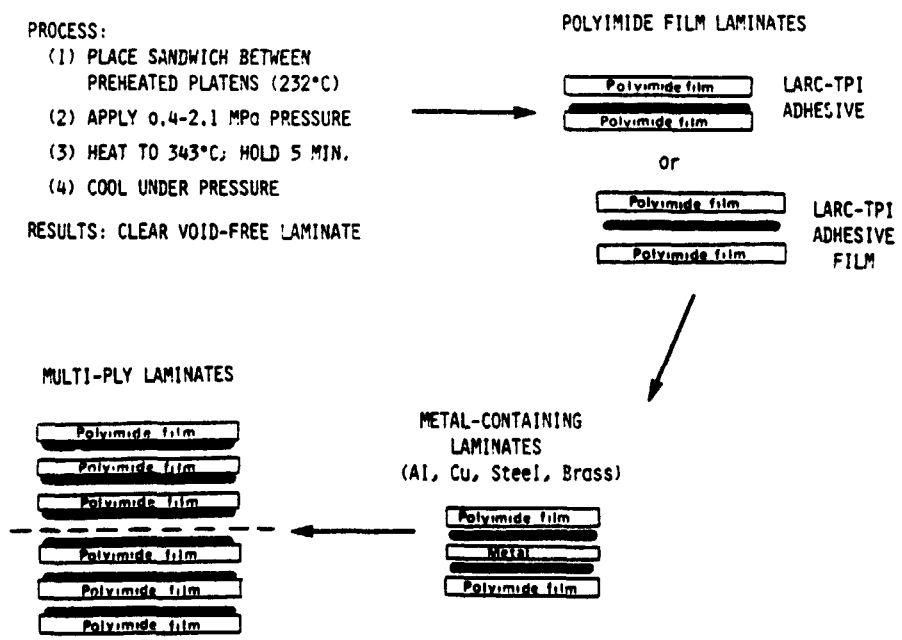 PROCESS:
(1) PLACE SANDWICH BETWEEN
PREHEATED PLATENS (232°C)
(2) APPLY 0.4-2.1 MPa PRESSURE
(3) HEAT TO 343°C; HOLD 5 MIN.
(4) COOL UNDER PRESSURE
RESULTS: CLEAR VOID-FREE LAMINATE
POLYIMIDE FILM LAMINATES
Polyimide film
Polyimide film
LARC-TPI
ADHESIVE
or
Polyimide film
Polyimide film
LARC-TPI
ADHESIVE
FILM
METAL-CONTAINING
LAMINATES
(Al, Cu, Steel, Brass)
Polyimide film
Metal
Polyimide film
MULTI-PLY LAMINATES
Polyimide film
Polyimide film
Polyimide film
Polyimide film
Polyimide film
Polyimide film